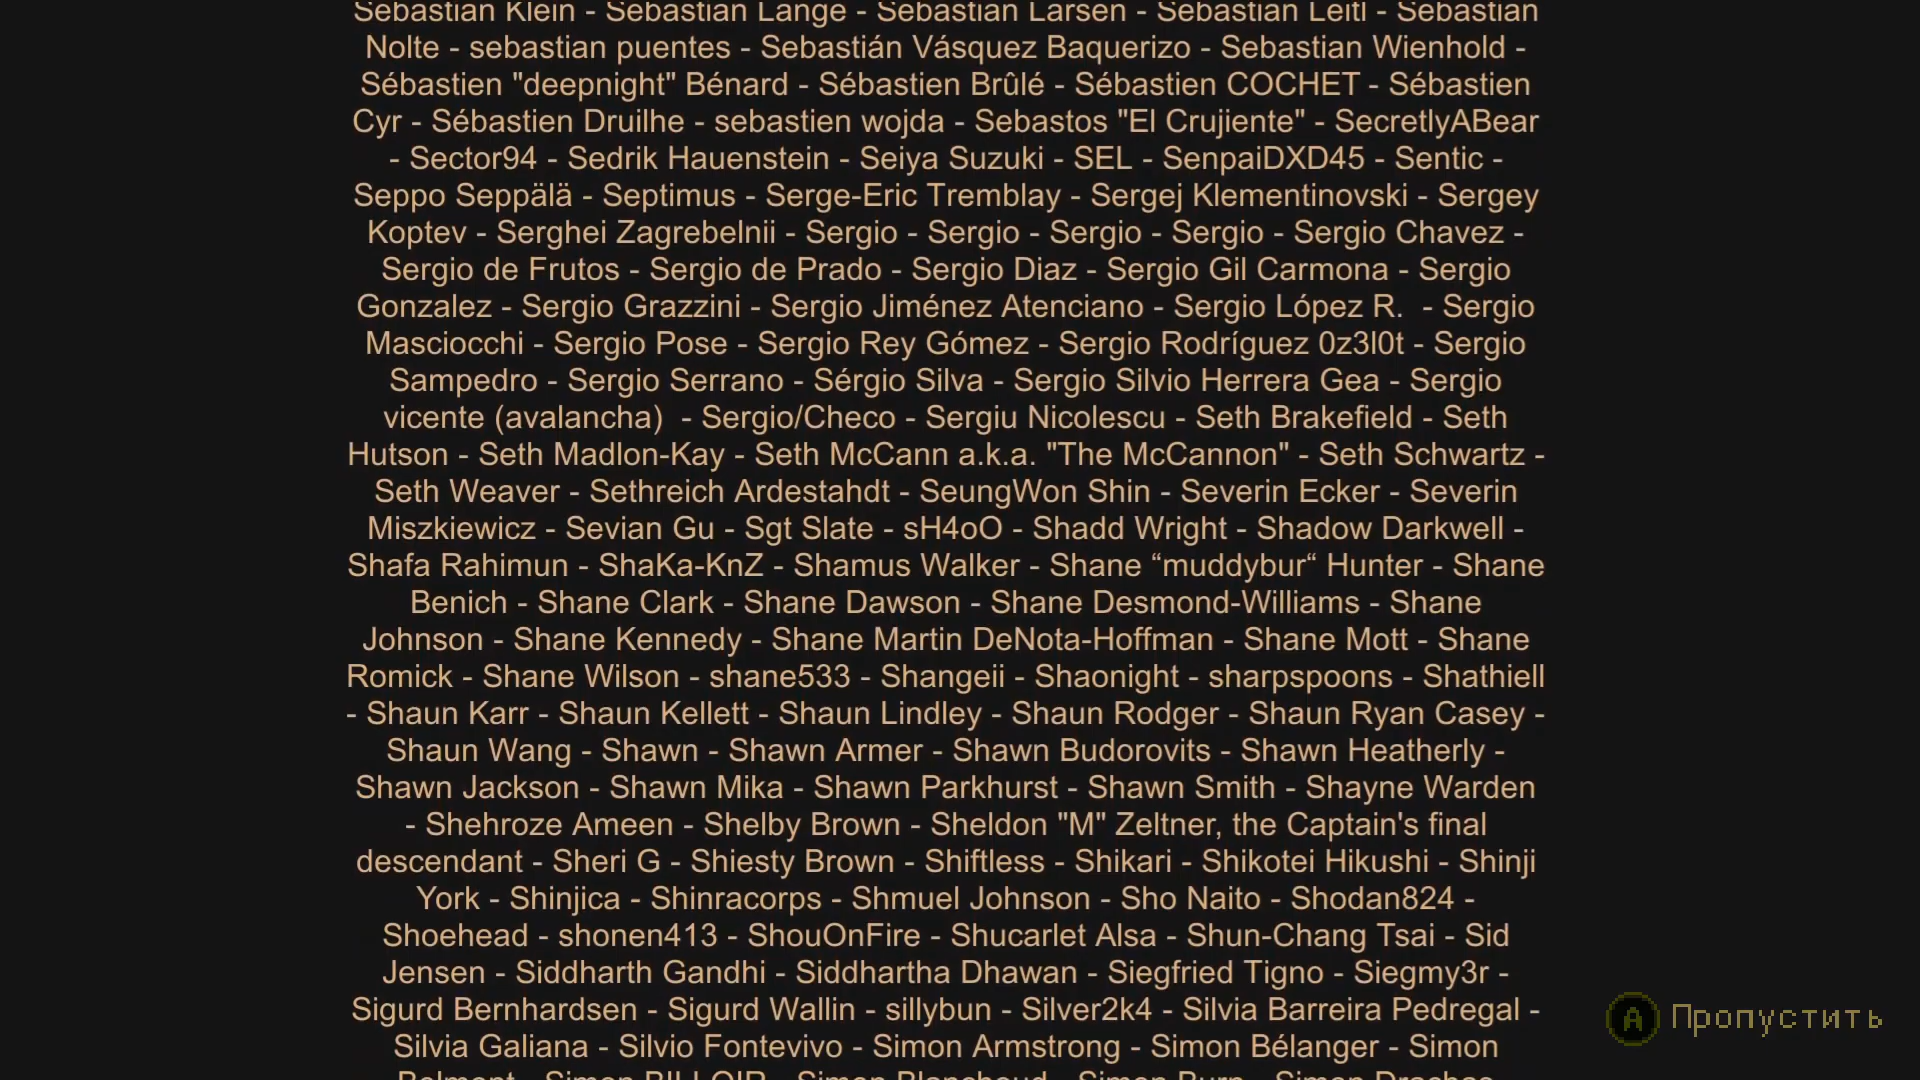 Sebastian Klein - Sebastian Lange - Sebastian Larsen - Sebastian Leitl - Sebastian
Nolte - sebastian puentes - Sebastián Vásquez Baquerizo - Sebastian Wienhold -
Sébastien "deepnight" Bénard - Sébastien Brûlé - Sébastien COCHET - Sébastien
Cyr - Sébastien Druilhe - sebastien wojda - Sebastos "El Crujiente" - SecretlyABear
- Sector94 - Sedrik Hauenstein - Seiya Suzuki - SEL - SenpaiDXD45 - Sentic -
Seppo Seppälä - Septimus - Serge-Eric Tremblay - Sergej Klementinovski - Sergey
Koptev - Serghei Zagrebelnii - Sergio - Sergio - Sergio - Sergio - Sergio Chavez -
Sergio de Frutos - Sergio de Prado - Sergio Diaz - Sergio Gil Carmona - Sergio
Gonzalez - Sergio Grazzini - Sergio Jiménez Atenciano - Sergio López R.  - Sergio
Masciocchi - Sergio Pose - Sergio Rey Gómez - Sergio Rodríguez 0z3l0t - Sergio
Sampedro - Sergio Serrano - Sérgio Silva - Sergio Silvio Herrera Gea - Sergio
vicente (avalancha)  - Sergio/Checo - Sergiu Nicolescu - Seth Brakefield - Seth
Hutson - Seth Madlon-Kay - Seth McCann a.k.a. "The McCannon" - Seth Schwartz -
Seth Weaver - Sethreich Ardestahdt - SeungWon Shin - Severin Ecker - Severin
Miszkiewicz - Sevian Gu - Sgt Slate - sH4oO - Shadd Wright - Shadow Darkwell -
Shafa Rahimun - ShaKa-KnZ - Shamus Walker - Shane “muddybur“ Hunter - Shane
Benich - Shane Clark - Shane Dawson - Shane Desmond-Williams - Shane
Johnson - Shane Kennedy - Shane Martin DeNota-Hoffman - Shane Mott - Shane
Romick - Shane Wilson - shane533 - Shangeii - Shaonight - sharpspoons - Shathiell
- Shaun Karr - Shaun Kellett - Shaun Lindley - Shaun Rodger - Shaun Ryan Casey -
Shaun Wang - Shawn - Shawn Armer - Shawn Budorovits - Shawn Heatherly -
Shawn Jackson - Shawn Mika - Shawn Parkhurst - Shawn Smith - Shayne Warden
- Shehroze Ameen - Shelby Brown - Sheldon "M" Zeltner, the Captain's final
descendant - Sheri G - Shiesty Brown - Shiftless - Shikari - Shikotei Hikushi - Shinji
York - Shinjica - Shinracorps - Shmuel Johnson - Sho Naito - Shodan824 -
Shoehead - shonen413 - ShouOnFire - Shucarlet Alsa - Shun-Chang Tsai - Sid
Jensen - Siddharth Gandhi - Siddhartha Dhawan - Siegfried Tigno - Siegmy3r -
Sigurd Bernhardsen - Sigurd Wallin - sillybun - Silver2k4 - Silvia Barreira Pedregal -
Silvia Galiana - Silvio Fontevivo - Simon Armstrong - Simon Bélanger - Simon
Belmont - Simon BILLOIR - Simon Blanchoud - Simon Burn - Simon
A Пропустить